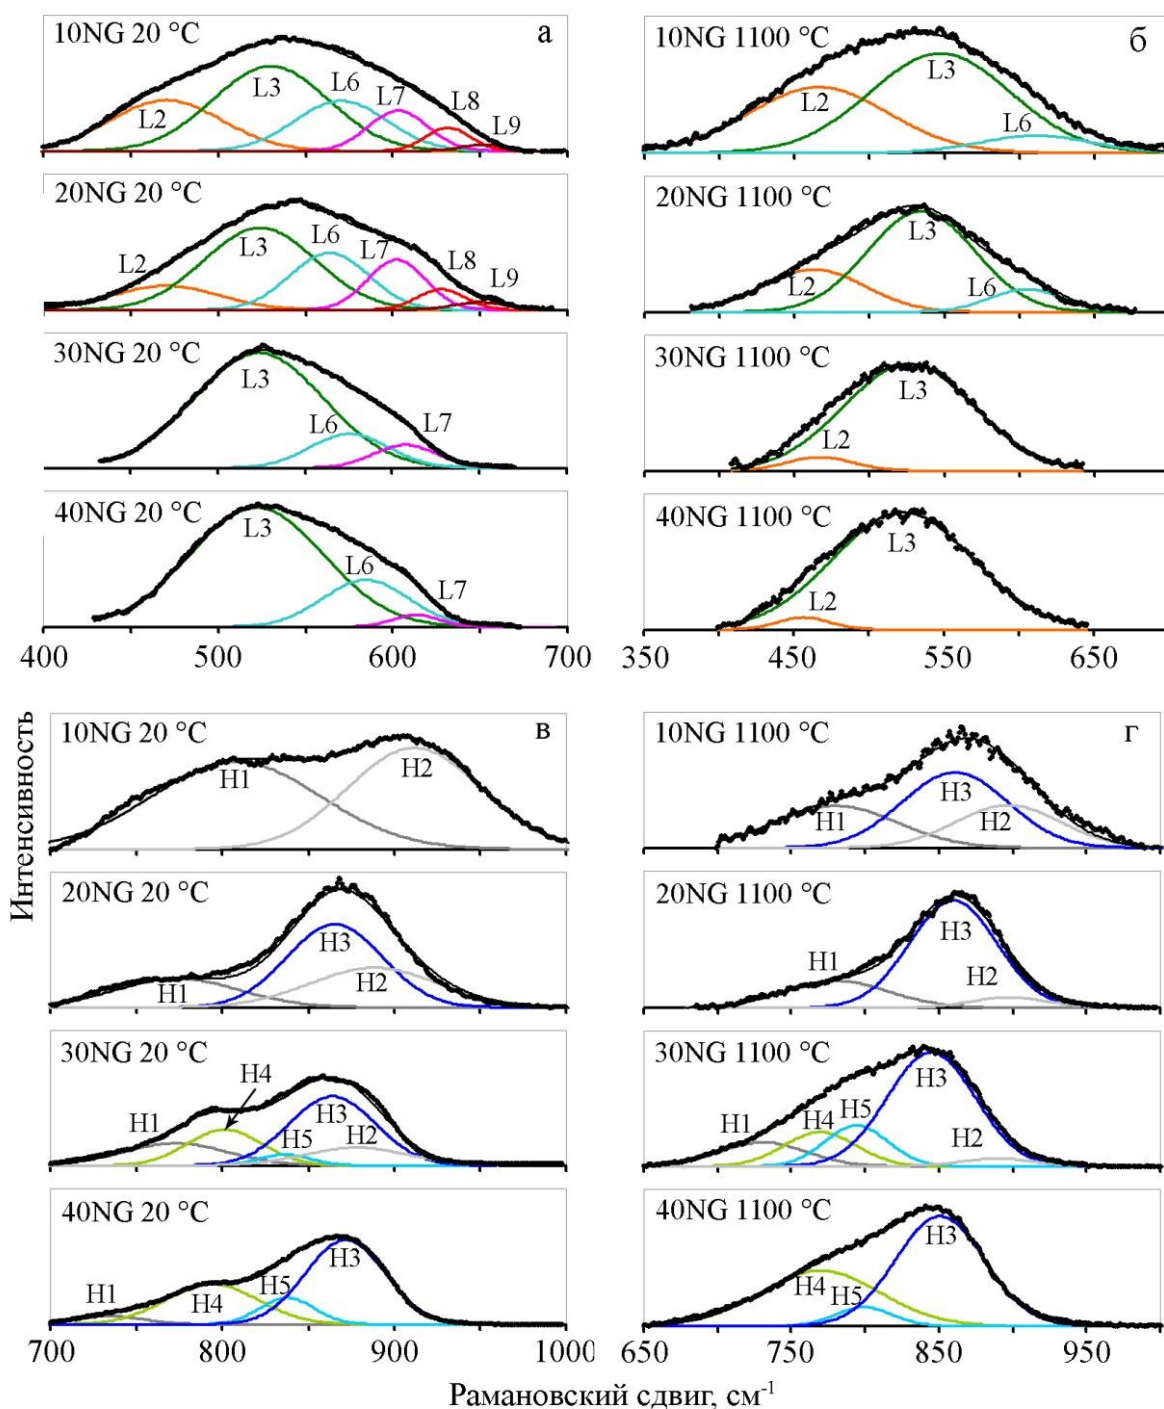 10NG 20 °C
а
L2
L3
L6
L7
L8
L9
20NG 20 °C
L2
L3
L6
L7
L8
L9
30NG 20 °C
L3
L6
L7
40NG 20 °C
L3
L6
L7
400 500 600 700
10NG 1100 °C
б
L2
L3
L6
20NG 1100 °C
L2
L3
L6
30NG 1100 °C
L2
L3
40NG 1100 °C
L2
L3
350 450 550 650
Интенсивность
10NG 20 °C
в
H1
H2
20NG 20 °C
H1
H3
H2
30NG 20 °C
H1
H4
H5
H3
H2
40NG 20 °C
H1
H4
H5
H3
700 800 900 1000
10NG 1100 °C
г
H1
H3
H2
20NG 1100 °C
H1
H3
H2
30NG 1100 °C
H1
H4
H5
H3
H2
40NG 1100 °C
H4
H5
H3
650 750 850 950
Рамановский сдвиг, см⁻¹